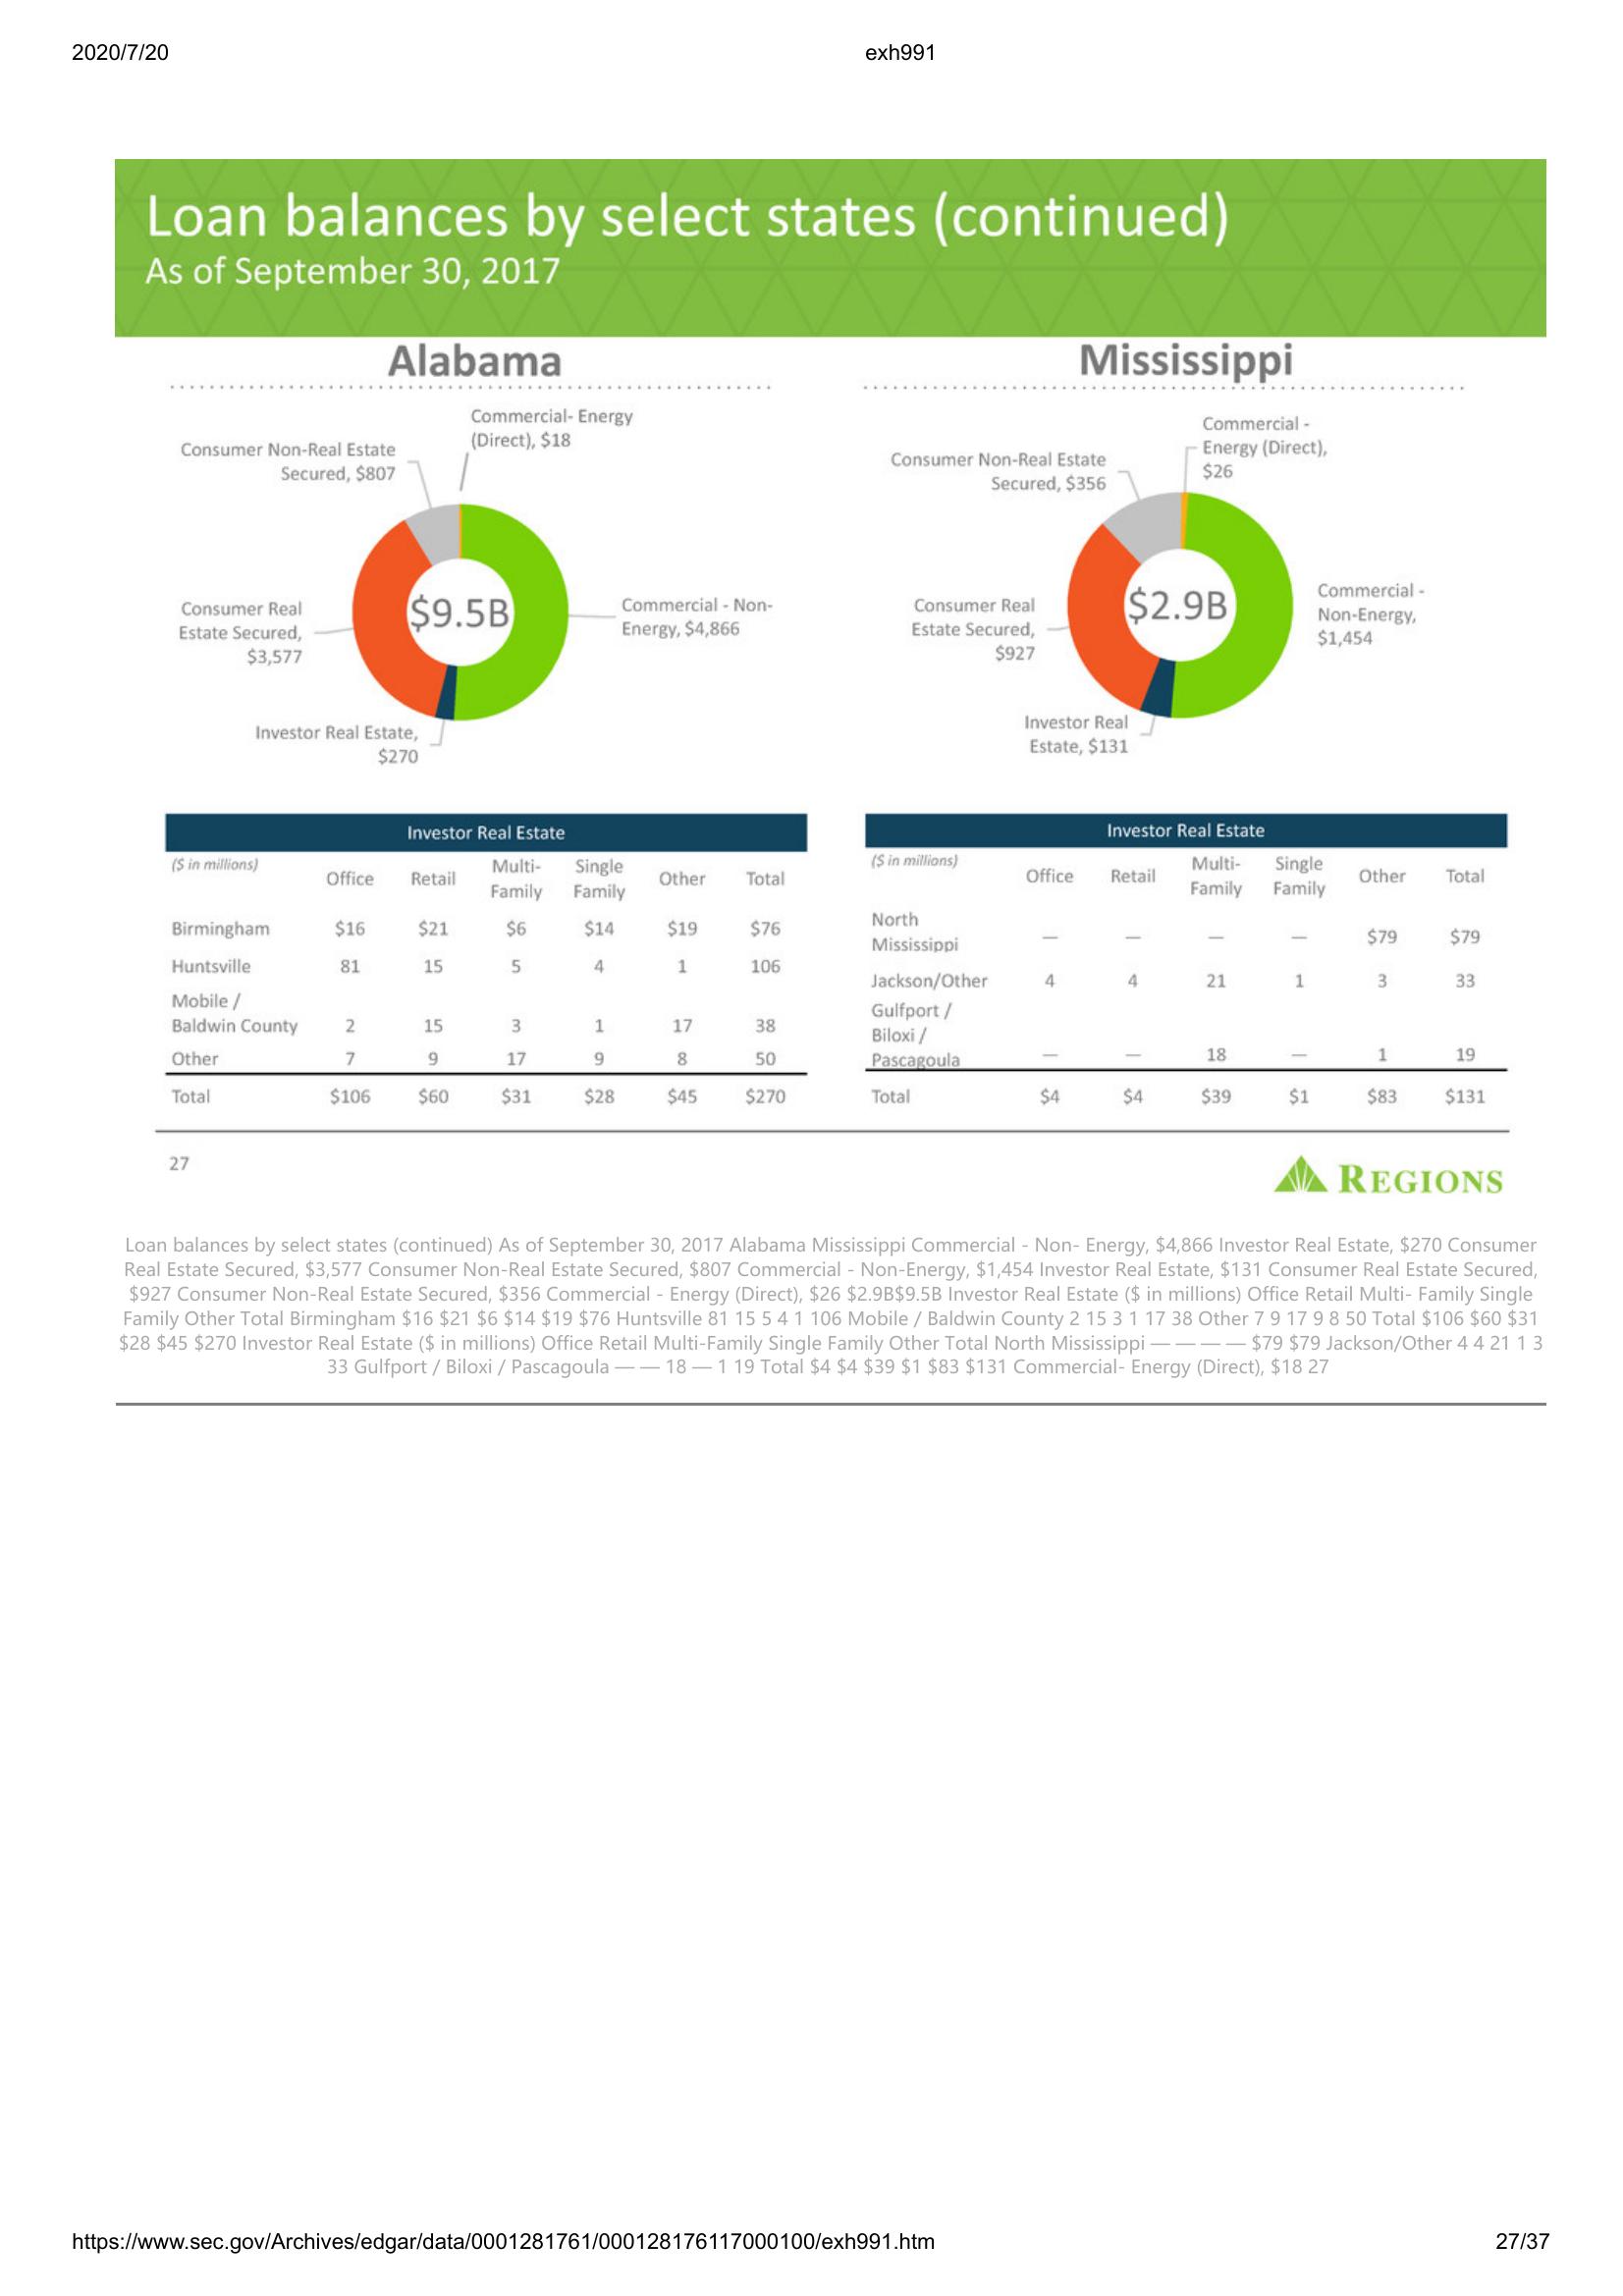 2020/7/20
exh991
Loan balances by select states (continued)
As of September 30, 2017
Alabama
Commercial- Energy
(Direct), $18
Consumer Non-Real Estate
Secured, $807
$9.5B
Consumer Real
Estate Secured,
$3,577
Commercial - Non-
Energy, $4,866
Investor Real Estate,
$270
Mississippi
Commercial -
Energy (Direct),
$26
Consumer Non-Real Estate
Secured, $356
$2.9B
Consumer Real
Estate Secured,
$927
Commercial -
Non-Energy,
$1,454
Investor Real
Estate, $131
Investor Real Estate
($ in millions) Office Retail Multi-Family Single Family Other Total
Birmingham $16 $21 $6 $14 $19 $76
Huntsville 81 15 5 4 1 106
Mobile /
Baldwin County 2 15 3 1 17 38
Other 7 9 17 9 8 50
Total $106 $60 $31 $28 $45 $270
Investor Real Estate
($ in millions) Office Retail Multi-Family Single Family Other Total
North
Mississippi — — — — $79 $79
Jackson/Other 4 4 21 1 3 33
Gulfport /
Biloxi /
Pascagoula — — 18 — 1 19
Total $4 $4 $39 $1 $83 $131
27
REGIONS
Loan balances by select states (continued) As of September 30, 2017 Alabama Mississippi Commercial - Non- Energy, $4,866 Investor Real Estate, $270 Consumer
Real Estate Secured, $3,577 Consumer Non-Real Estate Secured, $807 Commercial - Non-Energy, $1,454 Investor Real Estate, $131 Consumer Real Estate Secured,
$927 Consumer Non-Real Estate Secured, $356 Commercial - Energy (Direct), $26 $2.9B$9.5B Investor Real Estate ($ in millions) Office Retail Multi- Family Single
Family Other Total Birmingham $16 $21 $6 $14 $19 $76 Huntsville 81 15 5 4 1 106 Mobile / Baldwin County 2 15 3 1 17 38 Other 7 9 17 9 8 50 Total $106 $60 $31
$28 $45 $270 Investor Real Estate ($ in millions) Office Retail Multi-Family Single Family Other Total North Mississippi — — — — $79 $79 Jackson/Other 4 4 21 1 3
33 Gulfport / Biloxi / Pascagoula — — 18 — 1 19 Total $4 $4 $39 $1 $83 $131 Commercial- Energy (Direct), $18 27
https://www.sec.gov/Archives/edgar/data/0001281761/000128176117000100/exh991.htm
27/37